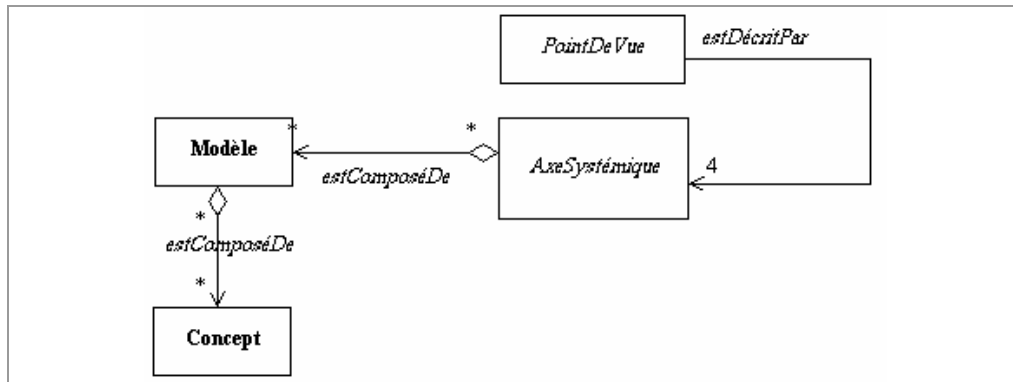 PointDeVue
estDécritPar
*
*
Modèle
AxeSystémique
4
estComposéDe
*
estComposéDe
*
Concept